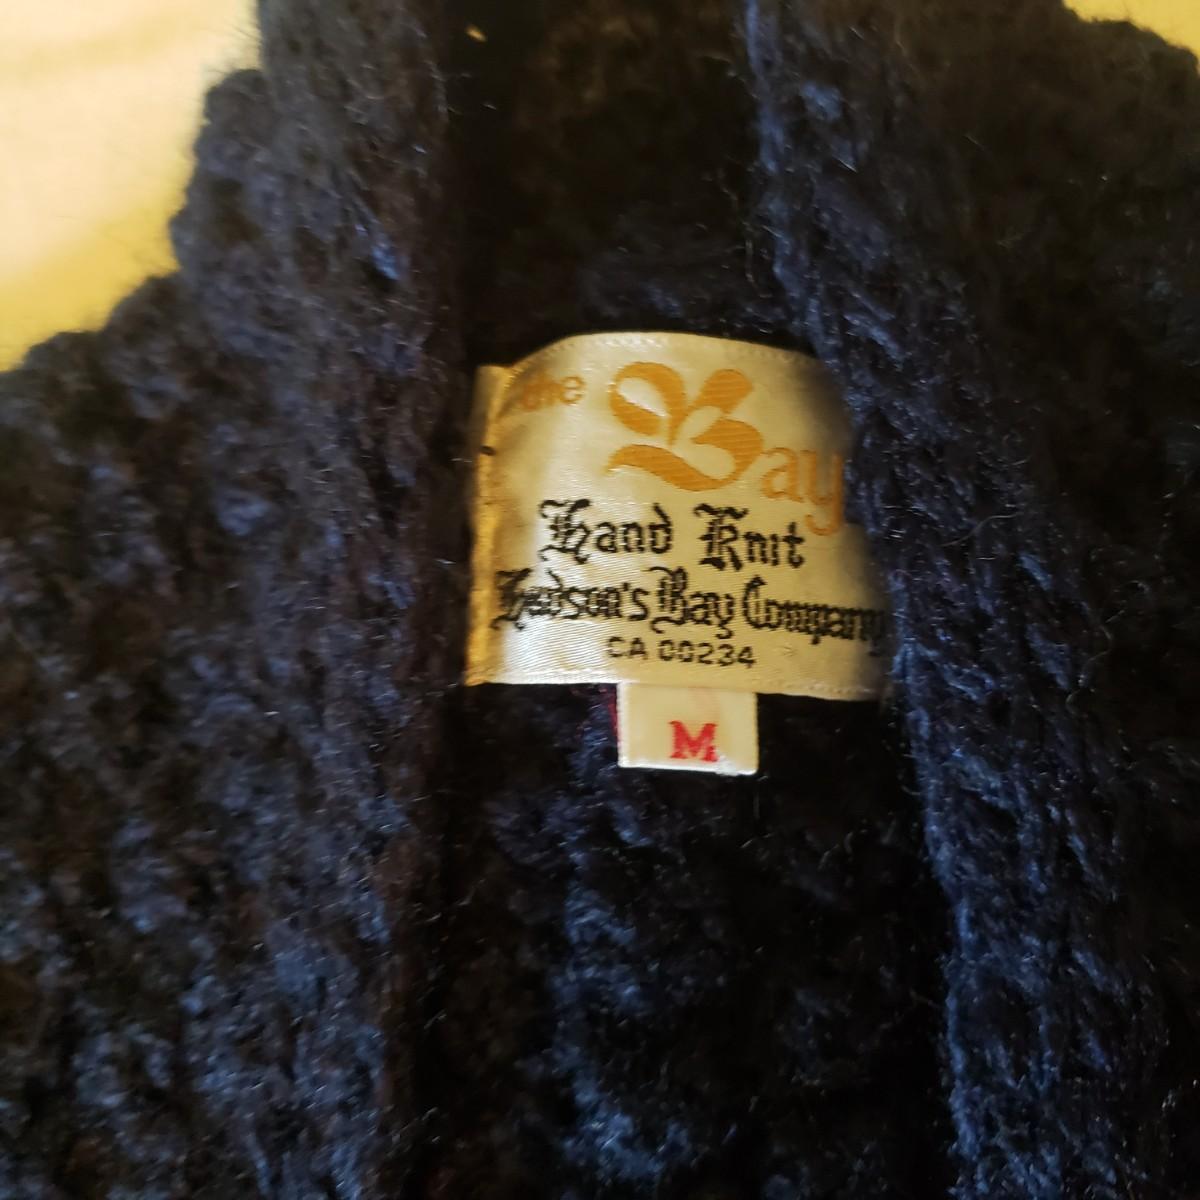 the Bay
Hand Knit
Hudson's Bay Company
CA 00234
M